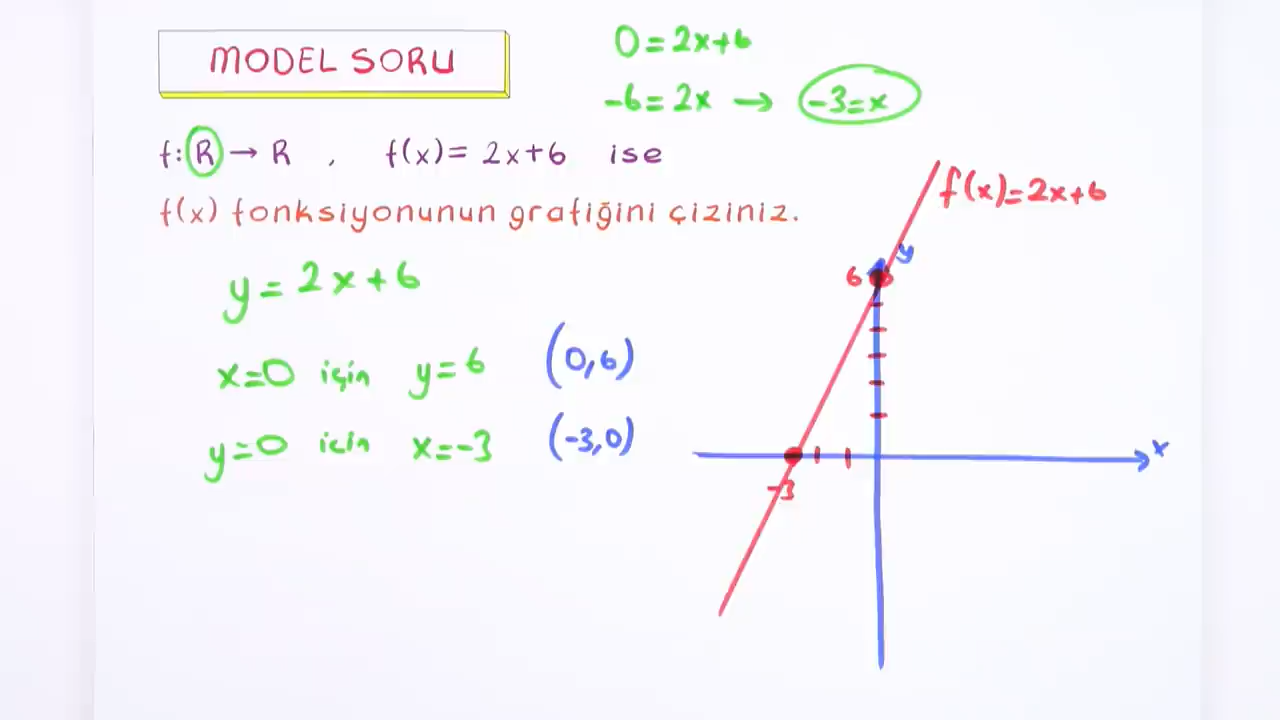 MODEL SORU
0=2x+6
-6=2x → -3=x
f:R → R , f(x)= 2x+6 ise
f(x) fonksiyonunun grafiğini çiziniz.
y=2x+6
x=0 için y=6 (0,6)
y=0 icin x=-3 (-3,0)
f(x)=2x+6
y
6
x
-3